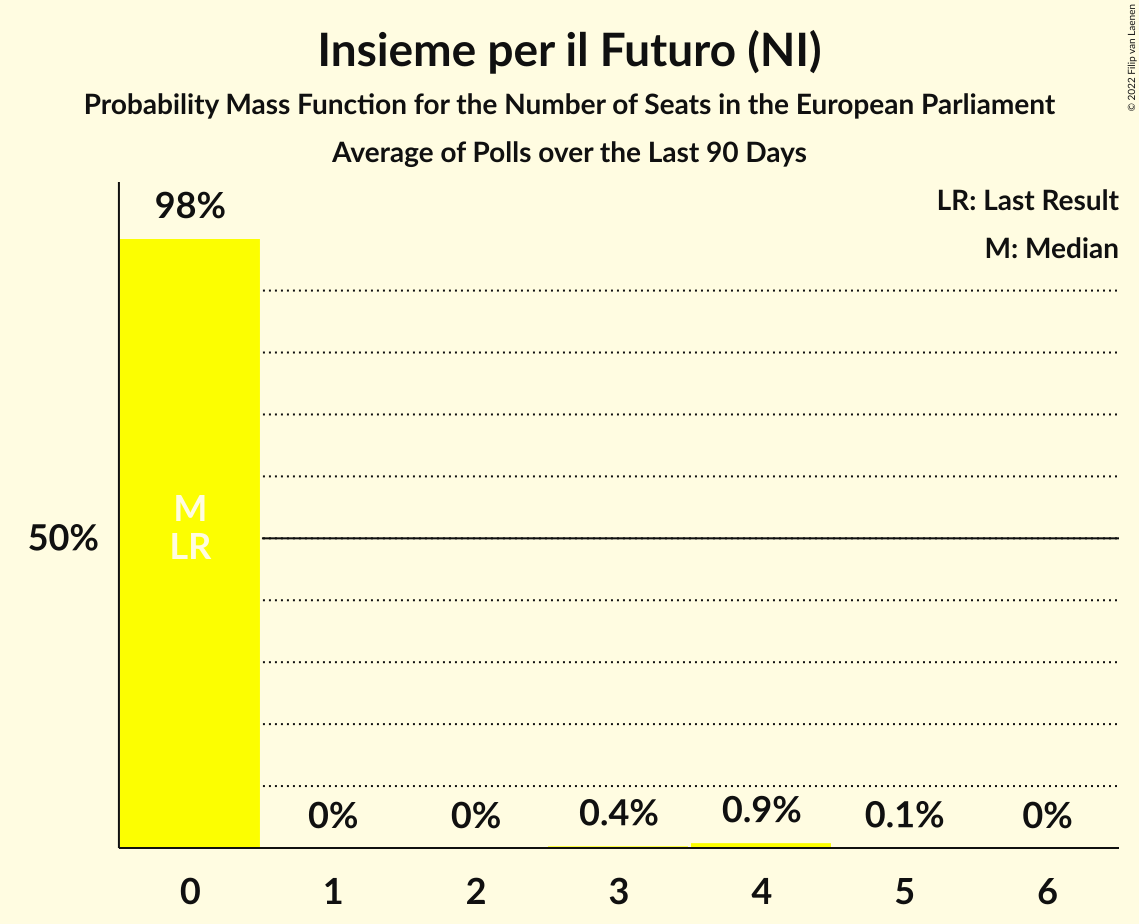 Insieme per il Futuro (NI)
Probability Mass Function for the Number of Seats in the European Parliament
Average of Polls over the Last 90 Days
© 2022 Filip van Laenen
LR: Last Result
M: Median
98%
M
LR
50%
0%
0%
0.4%
0.9%
0.1%
0%
0
1
2
3
4
5
6